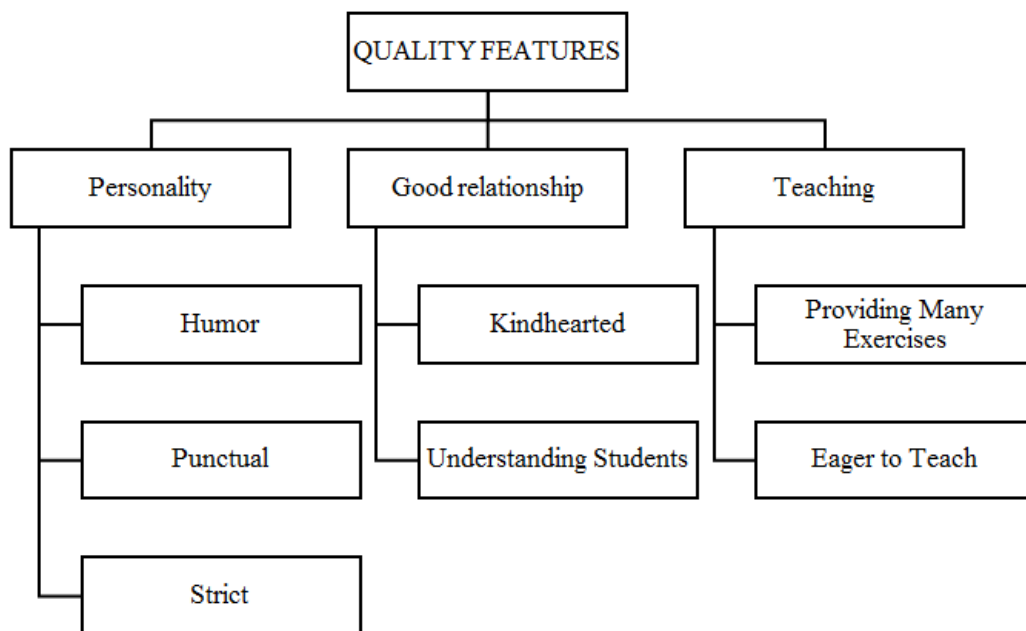 QUALITY FEATURES
Personality
Good relationship
Teaching
Humor
Kindhearted
Providing Many
Exercises
Punctual
Understanding Students
Eager to Teach
Strict